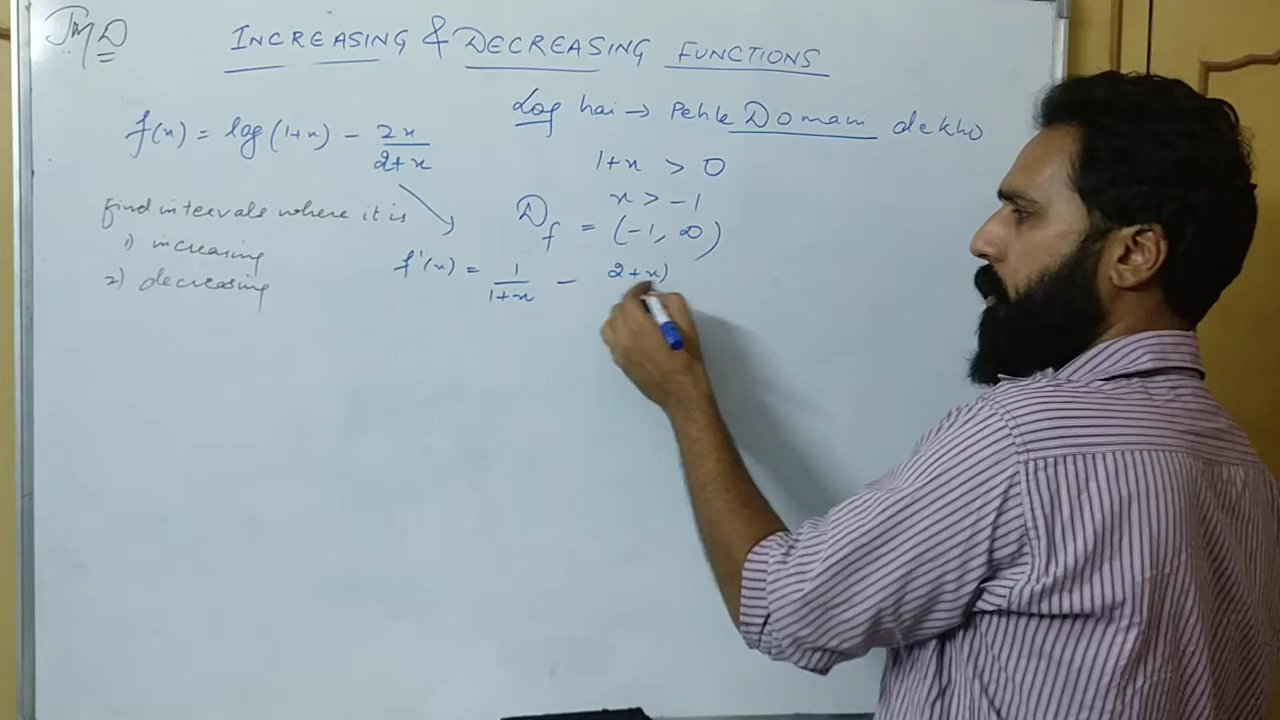 JMD
INCREASING & DECREASING FUNCTIONS
f(x) = log(1+x) - 2x/2+x
Log hai → Pehle Domain dekho
1+x > 0
x > -1
Df = (-1, ∞)
find intervals where it is
1) increasing
2) decreasing
f'(x) = 1/1+x - 2+x)